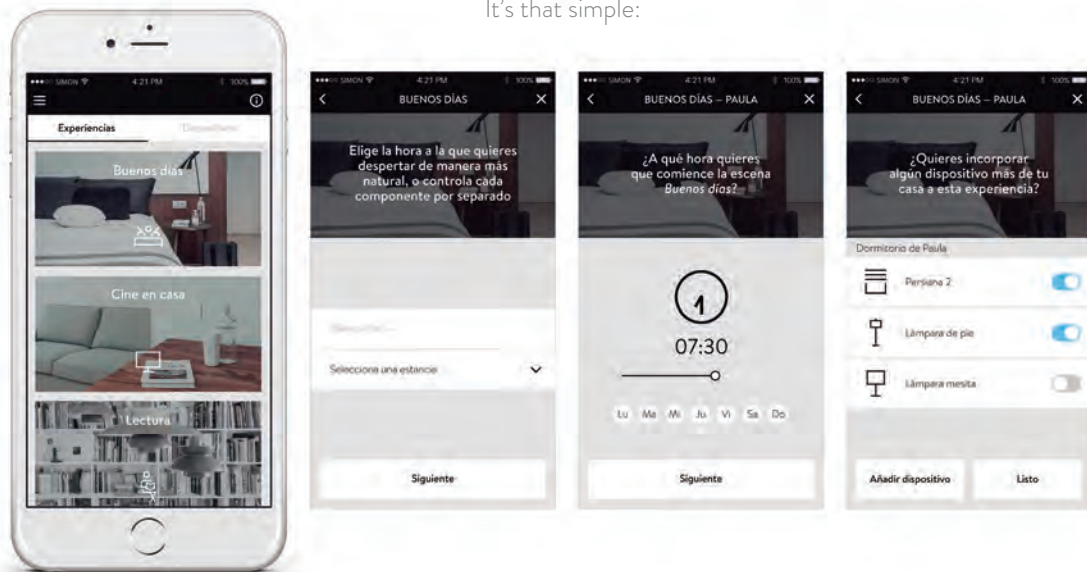 It's that simple:
SIMON 4:21 PM 100%
Experiencias
Buenos días
Cine en casa
Lectura
SIMON 4:21 PM 100%
BUENOS DÍAS
Elige la hora a la que quieres
despertar de manera más
natural, o controla cada
componente por separado
Selecciona una estancia
Siguiente
SIMON 4:21 PM 100%
BUENOS DÍAS – PAULA
¿A qué hora quieres
que comience la escena
Buenos días?
07:30
Lu Ma Mi Ju Vi Sa Do
Siguiente
SIMON 4:21 PM 100%
BUENOS DÍAS – PAULA
¿Quieres incorporar
algún dispositivo más de tu
casa a esta experiencia?
Dormitorio de Paula
Persiana 2
Lámpara de pie
Lámpara mesita
Añadir dispositivo Listo